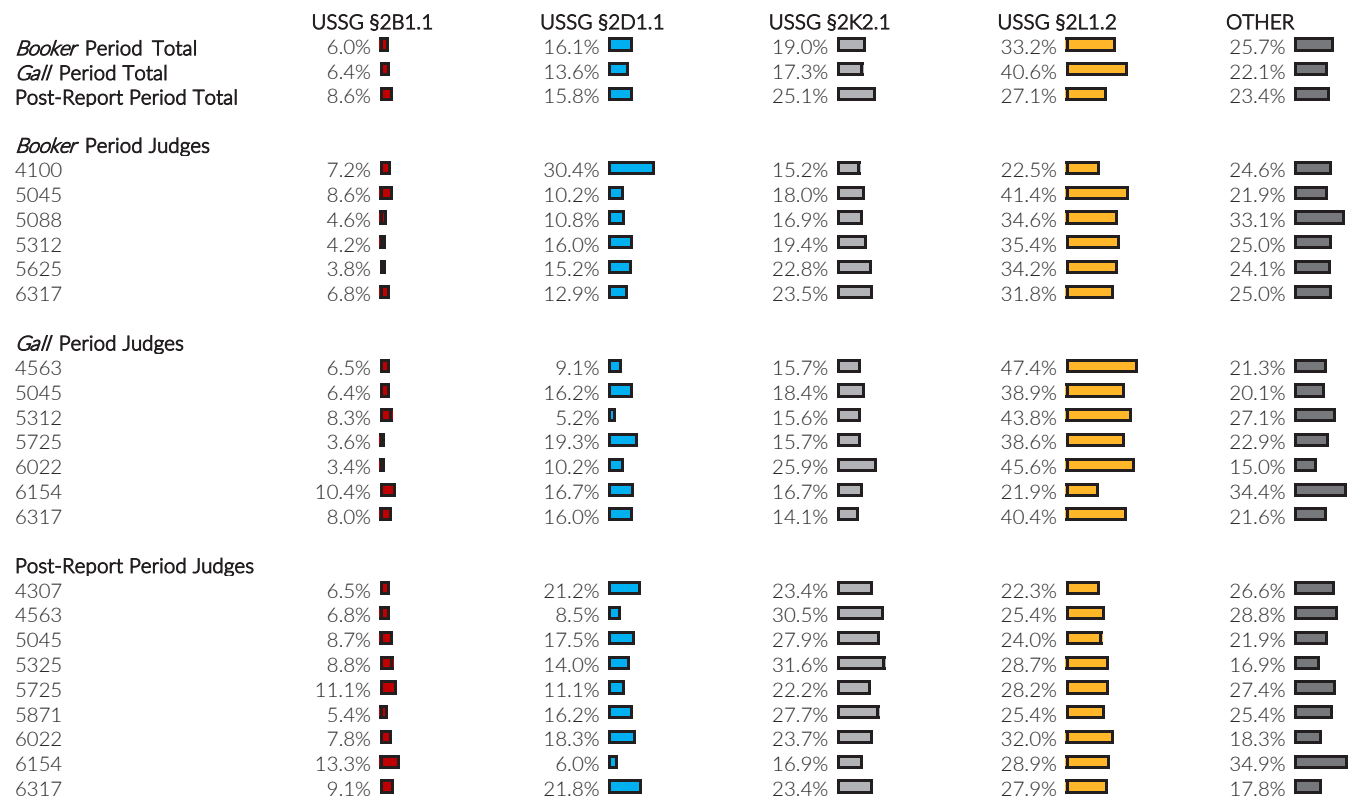 USSG §2B1.1 USSG §2D1.1 USSG §2K2.1 USSG §2L1.2 OTHER
Booker Period Total 6.0% 16.1% 19.0% 33.2% 25.7%
Gall Period Total 6.4% 13.6% 17.3% 40.6% 22.1%
Post-Report Period Total 8.6% 15.8% 25.1% 27.1% 23.4%
Booker Period Judges
4100 7.2% 30.4% 15.2% 22.5% 24.6%
5045 8.6% 10.2% 18.0% 41.4% 21.9%
5088 4.6% 10.8% 16.9% 34.6% 33.1%
5312 4.2% 16.0% 19.4% 35.4% 25.0%
5625 3.8% 15.2% 22.8% 34.2% 24.1%
6317 6.8% 12.9% 23.5% 31.8% 25.0%
Gall Period Judges
4563 6.5% 9.1% 15.7% 47.4% 21.3%
5045 6.4% 16.2% 18.4% 38.9% 20.1%
5312 8.3% 5.2% 15.6% 43.8% 27.1%
5725 3.6% 19.3% 15.7% 38.6% 22.9%
6022 3.4% 10.2% 25.9% 45.6% 15.0%
6154 10.4% 16.7% 16.7% 21.9% 34.4%
6317 8.0% 16.0% 14.1% 40.4% 21.6%
Post-Report Period Judges
4307 6.5% 21.2% 23.4% 22.3% 26.6%
4563 6.8% 8.5% 30.5% 25.4% 28.8%
5045 8.7% 17.5% 27.9% 24.0% 21.9%
5325 8.8% 14.0% 31.6% 28.7% 16.9%
5725 11.1% 11.1% 22.2% 28.2% 27.4%
5871 5.4% 16.2% 27.7% 25.4% 25.4%
6022 7.8% 18.3% 23.7% 32.0% 18.3%
6154 13.3% 6.0% 16.9% 28.9% 34.9%
6317 9.1% 21.8% 23.4% 27.9% 17.8%